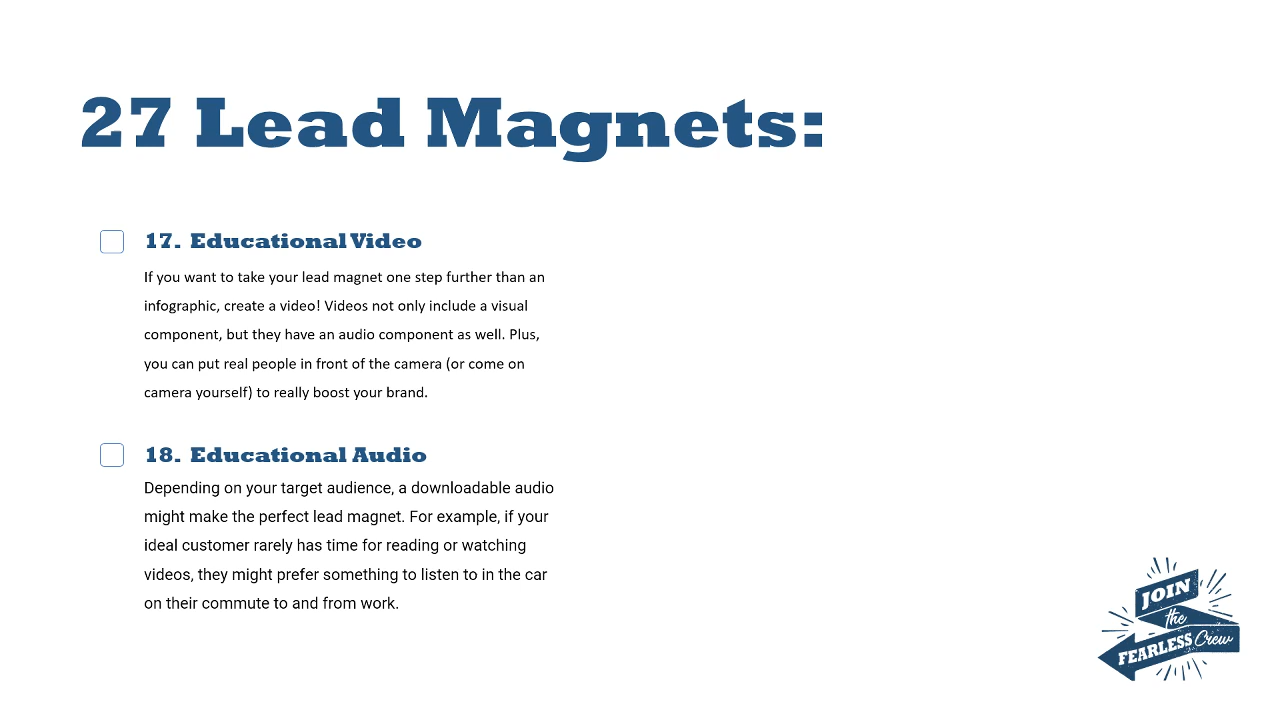 27 Lead Magnets:
17. Educational Video
If you want to take your lead magnet one step further than an
infographic, create a video! Videos not only include a visual
component, but they have an audio component as well. Plus,
you can put real people in front of the camera (or come on
camera yourself) to really boost your brand.
18. Educational Audio
Depending on your target audience, a downloadable audio
might make the perfect lead magnet. For example, if your
ideal customer rarely has time for reading or watching
videos, they might prefer something to listen to in the car
on their commute to and from work.
JOIN
the
FEARLESS Crew